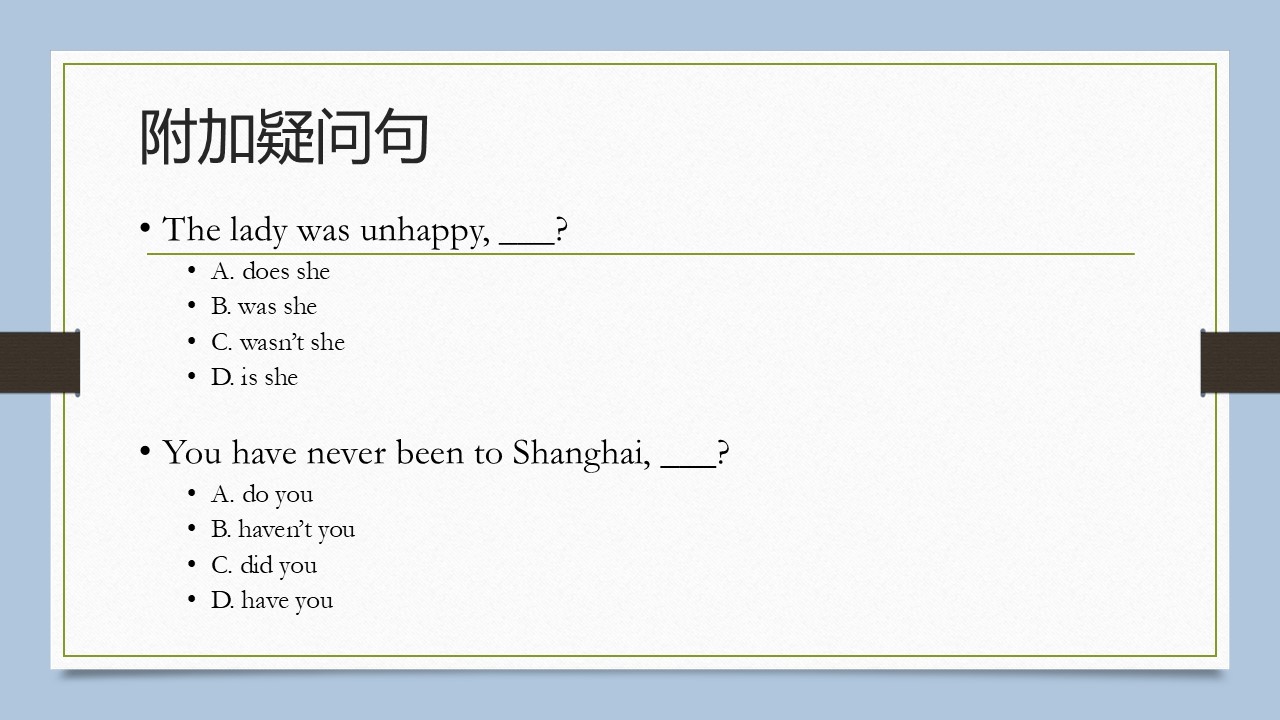 附加疑问句
• The lady was unhappy, ___?
• A. does she
• B. was she
• C. wasn’t she
• D. is she
• You have never been to Shanghai, ___?
• A. do you
• B. haven’t you
• C. did you
• D. have you